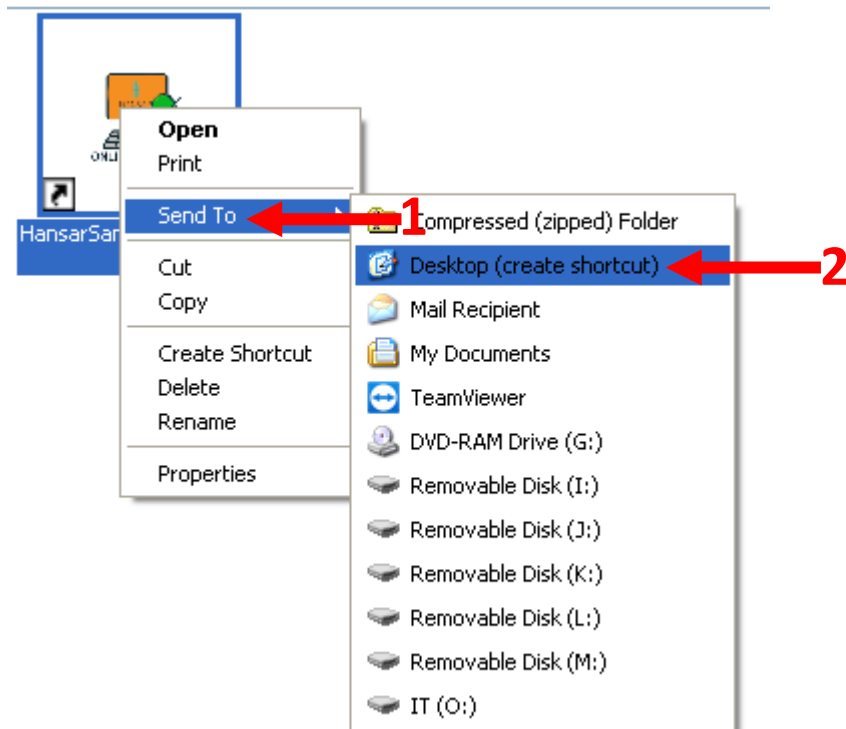 Open
Print
Send To
Cut
Copy
Create Shortcut
Delete
Rename
Properties
1
Compressed (zipped) Folder
Desktop (create shortcut)
2
Mail Recipient
My Documents
TeamViewer
DVD-RAM Drive (G:)
Removable Disk (I:)
Removable Disk (J:)
Removable Disk (K:)
Removable Disk (L:)
Removable Disk (M:)
IT (O:)